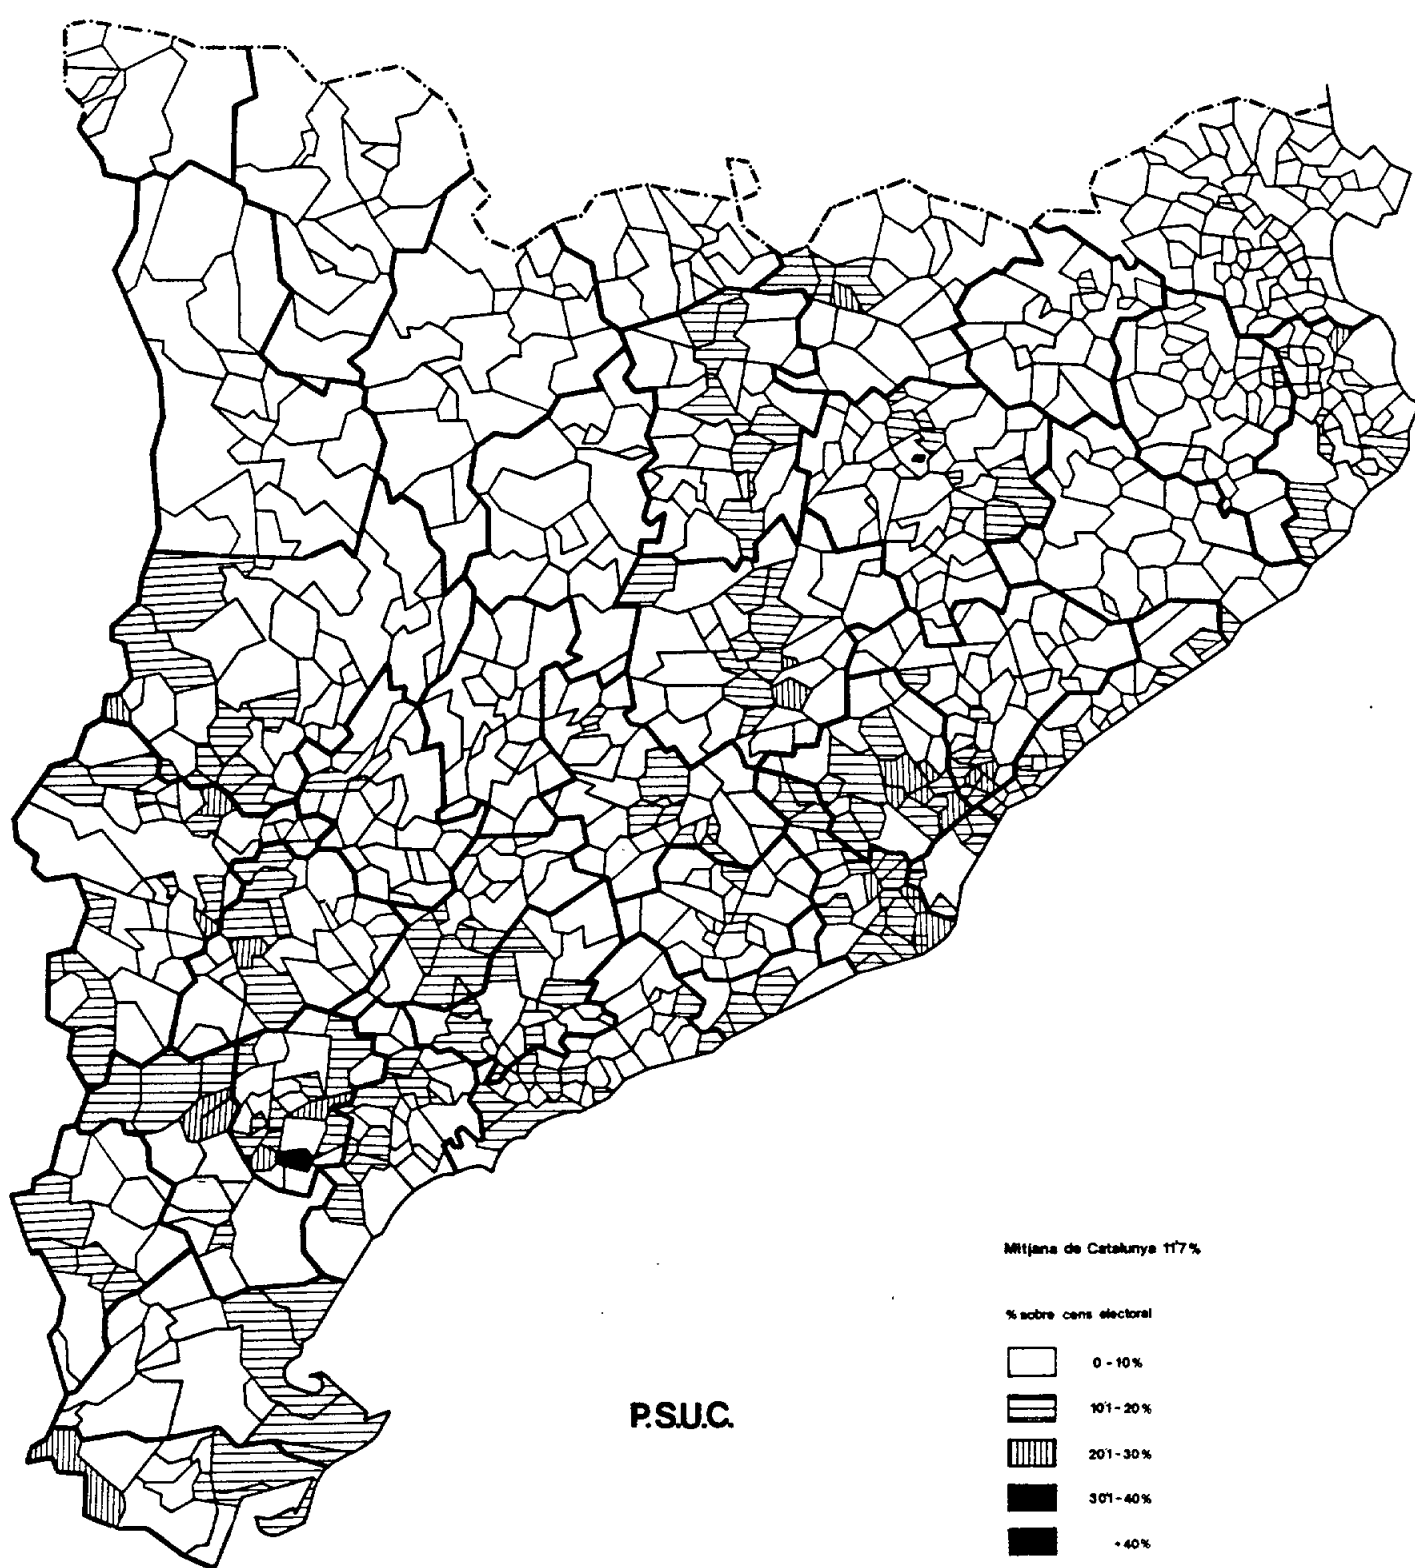 Mitjana de Catalunya 11'7%
% sobre cens electoral
0 - 10%
10'1 - 20%
P.S.U.C.
20'1 - 30%
30'1 - 40%
+ 40%